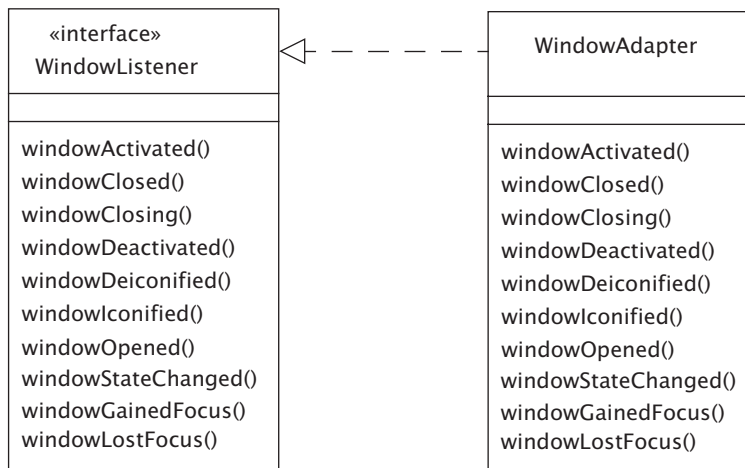 «interface»
WindowListener
windowActivated()
windowClosed()
windowClosing()
windowDeactivated()
windowDeiconified()
windowIconified()
windowOpened()
windowStateChanged()
windowGainedFocus()
windowLostFocus()
WindowAdapter
windowActivated()
windowClosed()
windowClosing()
windowDeactivated()
windowDeiconified()
windowIconified()
windowOpened()
windowStateChanged()
windowGainedFocus()
windowLostFocus()